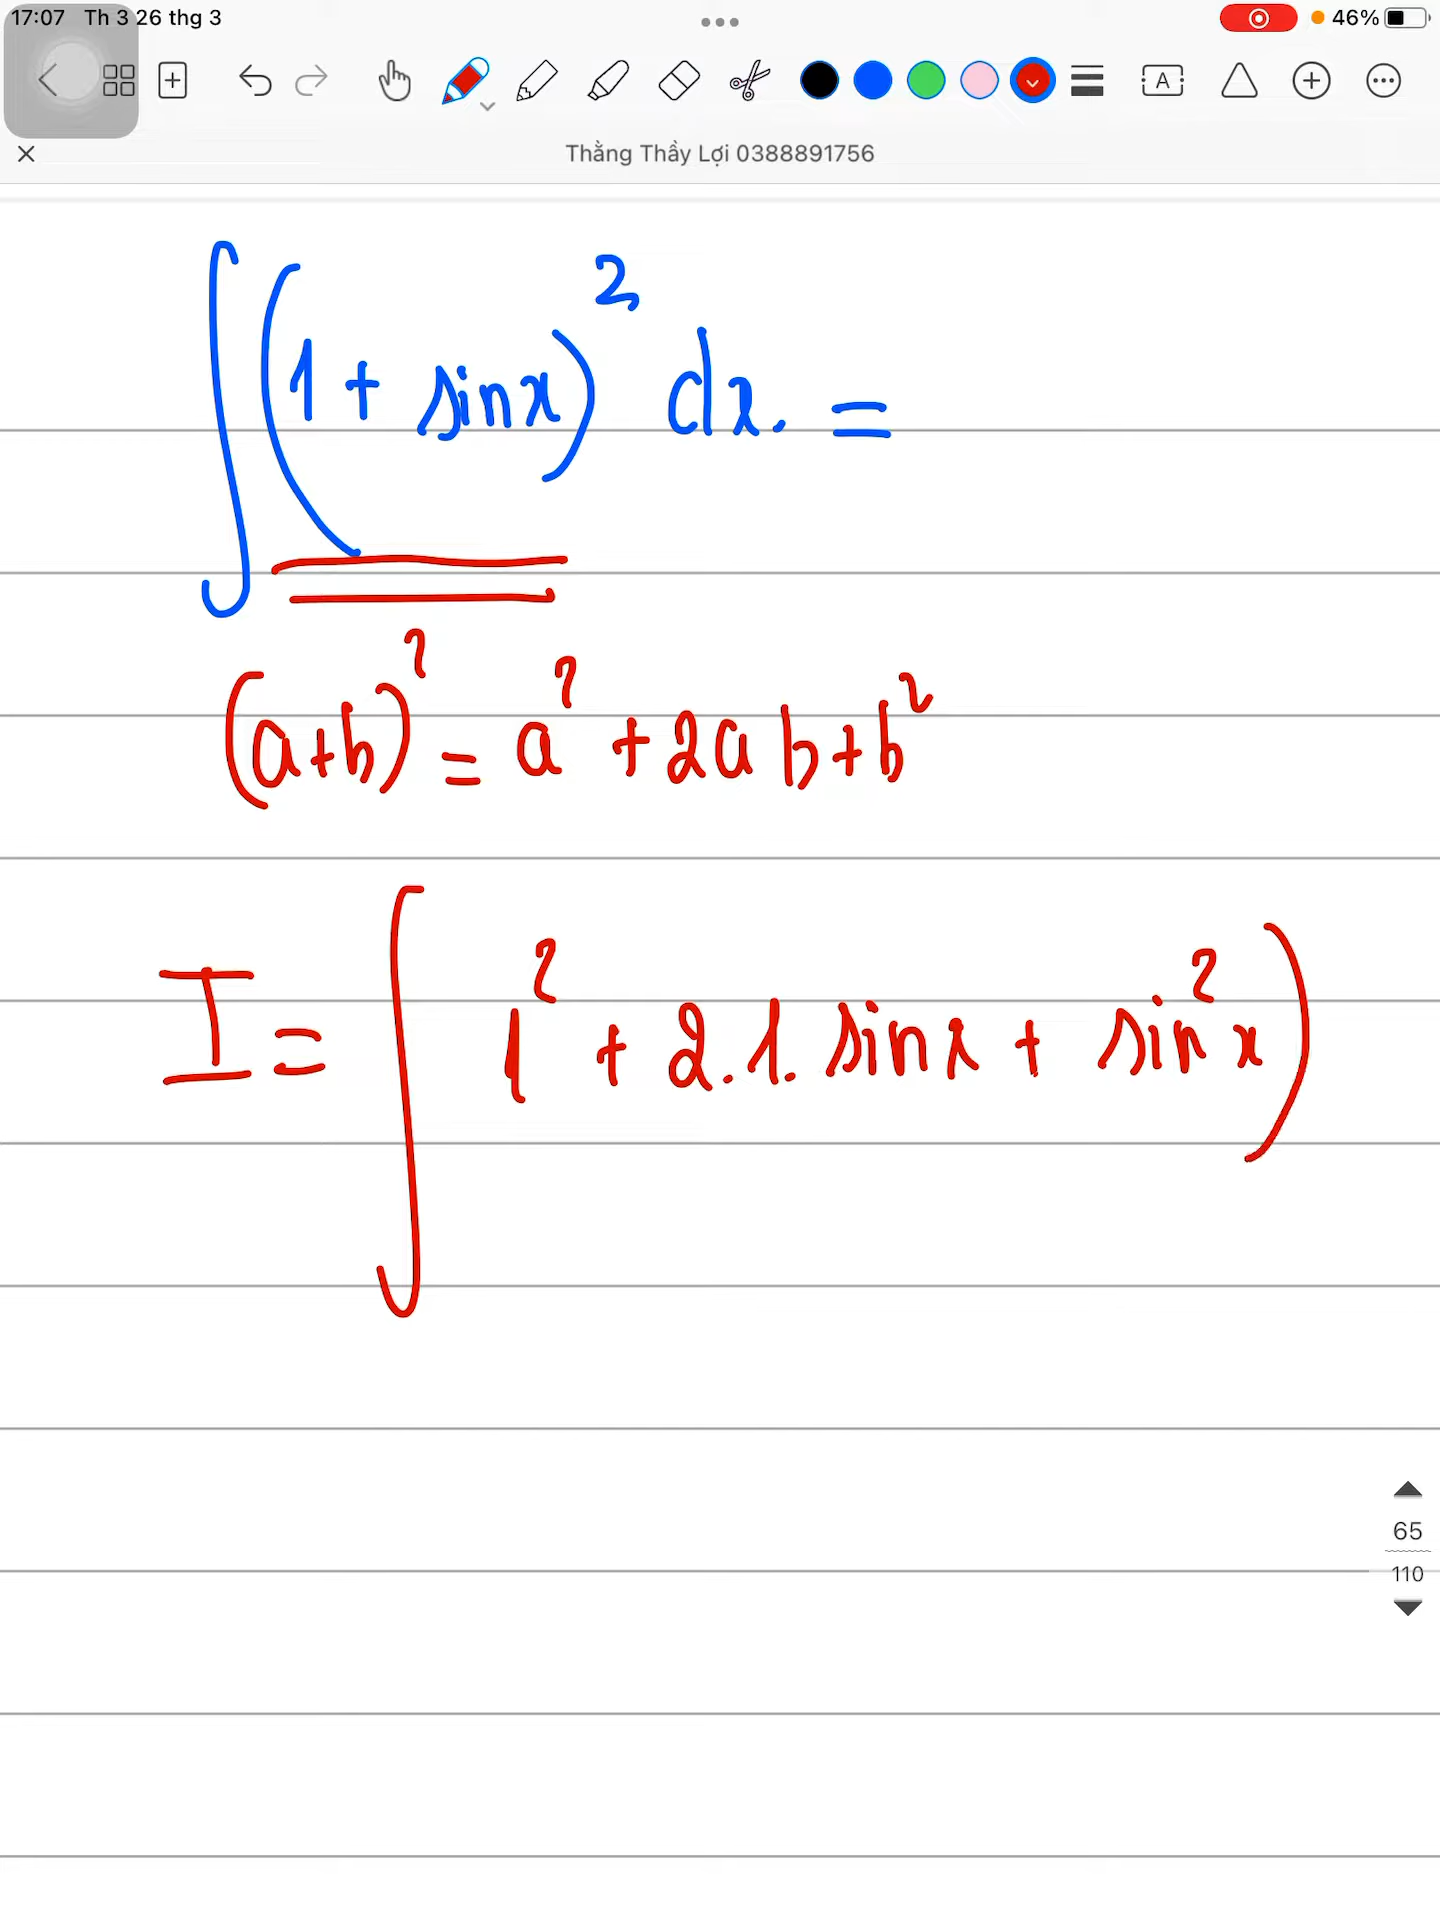 17:07 Th 3 26 thg 3 46%
A
Thằng Thầy Lợi 0388891756
∫(1 + sinx)² dx. =
(a+b)² = a² + 2ab + b²
I = ∫ 1² + 2.1. sinx + sin²x)
65
110